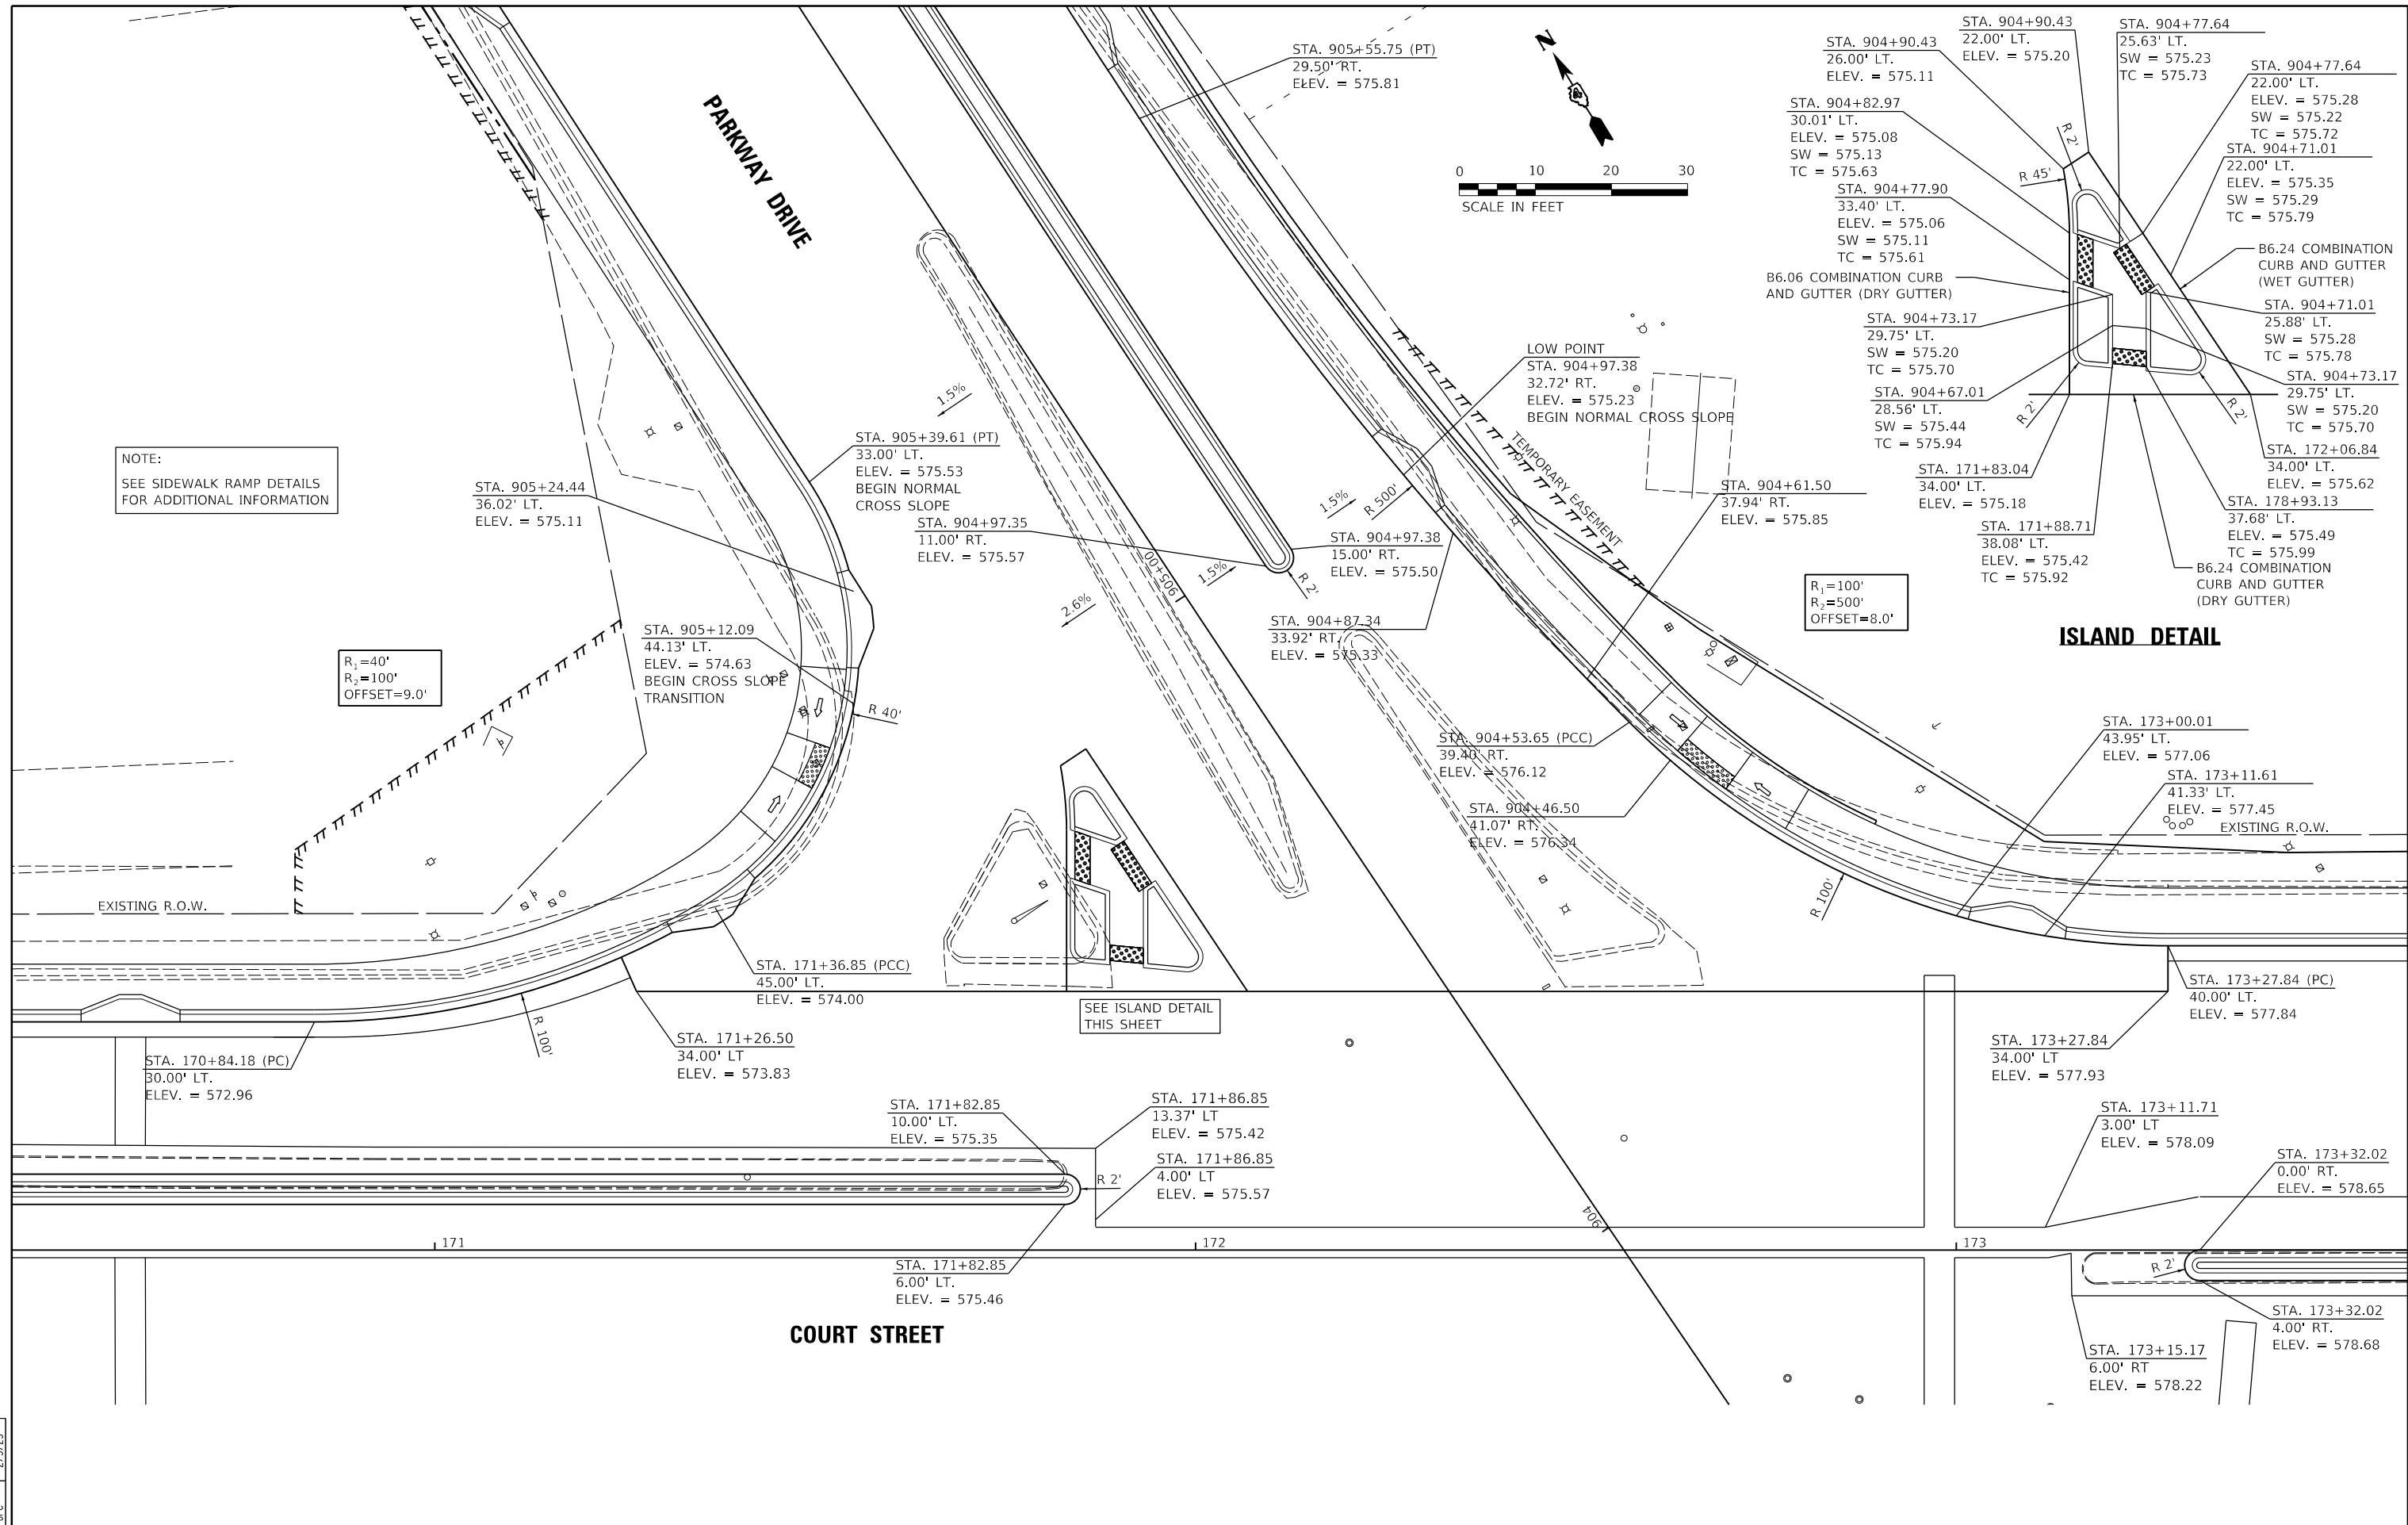 STA. 905+55.75 (PT)
29.50' RT.
ELEV. = 575.81
N
0 10 20 30
SCALE IN FEET
PARKWAY DRIVE
STA. 904+90.43
26.00' LT.
ELEV. = 575.11
STA. 904+90.43
22.00' LT.
ELEV. = 575.20
STA. 904+77.64
25.63' LT.
SW = 575.23
TC = 575.73
STA. 904+77.64
22.00' LT.
ELEV. = 575.28
SW = 575.22
TC = 575.72
STA. 904+82.97
30.01' LT.
ELEV. = 575.08
SW = 575.13
TC = 575.63
STA. 904+71.01
22.00' LT.
ELEV. = 575.35
SW = 575.29
TC = 575.79
R 2'
R 45'
STA. 904+77.90
33.40' LT.
ELEV. = 575.06
SW = 575.11
TC = 575.61
B6.24 COMBINATION
CURB AND GUTTER
(WET GUTTER)
B6.06 COMBINATION CURB
AND GUTTER (DRY GUTTER)
STA. 904+71.01
25.88' LT.
SW = 575.28
TC = 575.78
STA. 904+73.17
29.75' LT.
SW = 575.20
TC = 575.70
STA. 904+73.17
29.75' LT.
SW = 575.20
TC = 575.70
STA. 904+67.01
28.56' LT.
SW = 575.44
TC = 575.94
R 2'
R 2'
STA. 172+06.84
34.00' LT.
ELEV. = 575.62
STA. 171+83.04
34.00' LT.
ELEV. = 575.18
STA. 178+93.13
37.68' LT.
ELEV. = 575.49
TC = 575.99
STA. 171+88.71
38.08' LT.
ELEV. = 575.42
TC = 575.92
B6.24 COMBINATION
CURB AND GUTTER
(DRY GUTTER)
ISLAND DETAIL
R1=100'
R2=500'
OFFSET=8.0'
LOW POINT
STA. 904+97.38
32.72' RT.
ELEV. = 575.23
BEGIN NORMAL CROSS SLOPE
TEMPORARY EASEMENT
1.5%
STA. 905+39.61 (PT)
33.00' LT.
ELEV. = 575.53
BEGIN NORMAL
CROSS SLOPE
NOTE:
SEE SIDEWALK RAMP DETAILS
FOR ADDITIONAL INFORMATION
STA. 905+24.44
36.02' LT.
ELEV. = 575.11
STA. 904+97.35
11.00' RT.
ELEV. = 575.57
1.5%
R 500'
STA. 904+61.50
37.94' RT.
ELEV. = 575.85
STA. 904+97.38
15.00' RT.
ELEV. = 575.50
905+00
1.5%
R 2'
2.6%
STA. 904+87.34
33.92' RT.
ELEV. = 575.33
STA. 905+12.09
44.13' LT.
ELEV. = 574.63
BEGIN CROSS SLOPE
TRANSITION
R1=40'
R2=100'
OFFSET=9.0'
R 40'
STA. 904+53.65 (PCC)
39.40' RT.
ELEV. = 576.12
STA. 904+46.50
41.07' RT.
ELEV. = 576.34
STA. 173+00.01
43.95' LT.
ELEV. = 577.06
STA. 173+11.61
41.33' LT.
ELEV. = 577.45
EXISTING R.O.W.
EXISTING R.O.W.
R 100'
STA. 171+36.85 (PCC)
45.00' LT.
ELEV. = 574.00
SEE ISLAND DETAIL
THIS SHEET
STA. 173+27.84 (PC)
40.00' LT.
ELEV. = 577.84
R 100'
STA. 171+26.50
34.00' LT
ELEV. = 573.83
STA. 173+27.84
34.00' LT
ELEV. = 577.93
STA. 170+84.18 (PC)
30.00' LT.
ELEV. = 572.96
STA. 171+82.85
10.00' LT.
ELEV. = 575.35
STA. 171+86.85
13.37' LT
ELEV. = 575.42
STA. 171+86.85
4.00' LT
ELEV. = 575.57
R 2'
STA. 173+11.71
3.00' LT
ELEV. = 578.09
STA. 173+32.02
0.00' RT.
ELEV. = 578.65
904
171
172
173
STA. 171+82.85
6.00' LT.
ELEV. = 575.46
R 2'
STA. 173+32.02
4.00' RT.
ELEV. = 578.68
STA. 173+15.17
6.00' RT
ELEV. = 578.22
COURT STREET